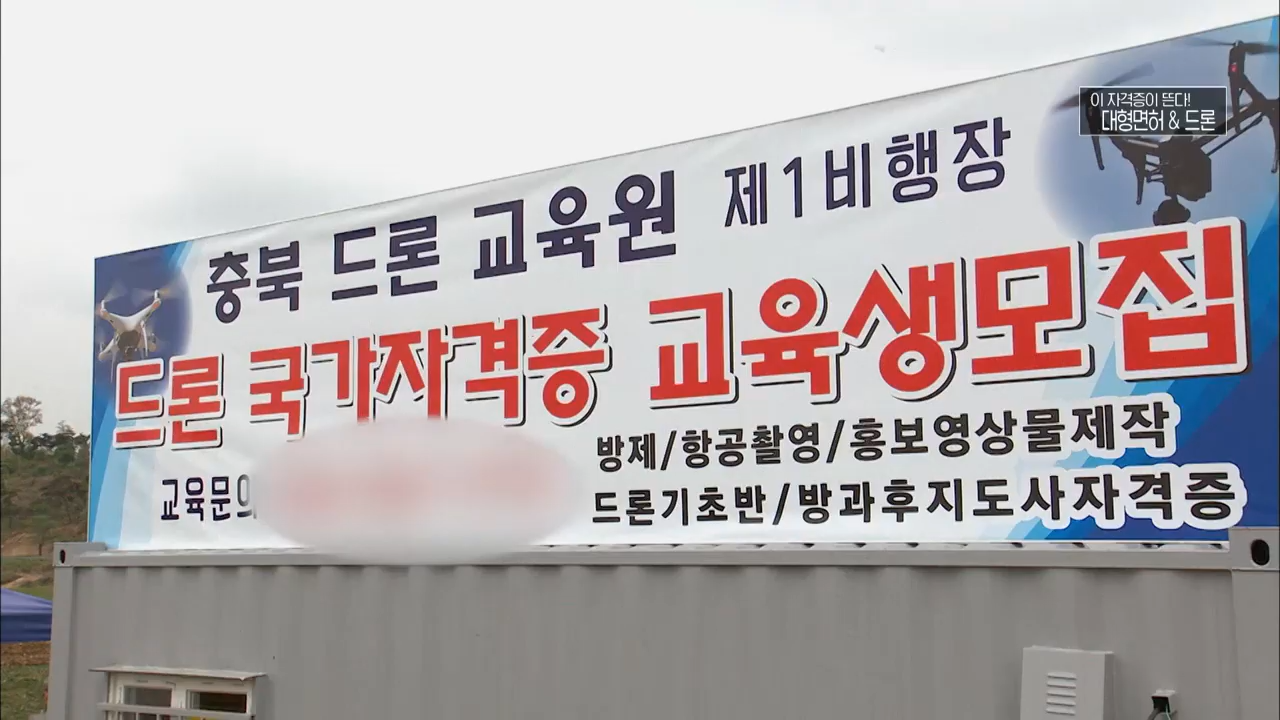 이 자격증이 뜬다!
대형면허 & 드론
충북 드론 교육원 제1비행장
드론 국가자격증 교육생모집
교육문의
방제/항공촬영/홍보영상물제작
드론기초반/방과후지도사자격증